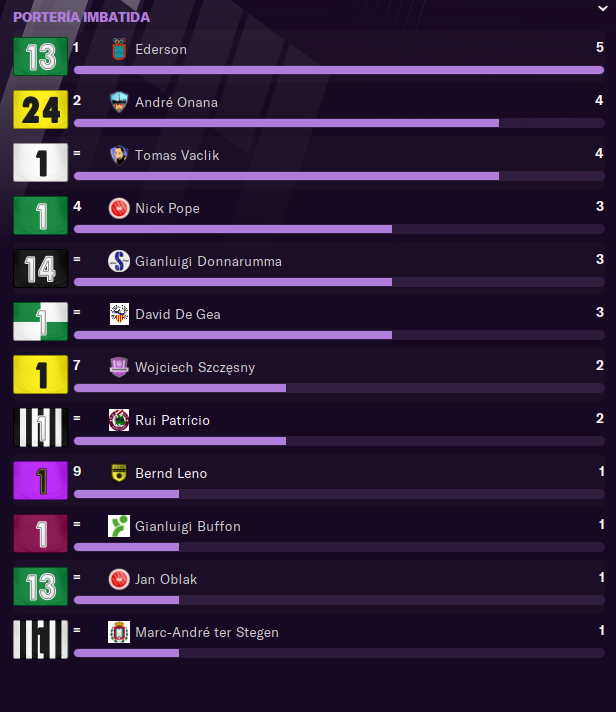 PORTERÍA IMBATIDA
13 1 Ederson 5
24 2 André Onana 4
1 = Tomas Vaclik 4
1 4 Nick Pope 3
14 = Gianluigi Donnarumma 3
1 = David De Gea 3
1 7 Wojciech Szczęsny 2
1 = Rui Patrício 2
1 9 Bernd Leno 1
1 = Gianluigi Buffon 1
13 = Jan Oblak 1
1 = Marc-André ter Stegen 1